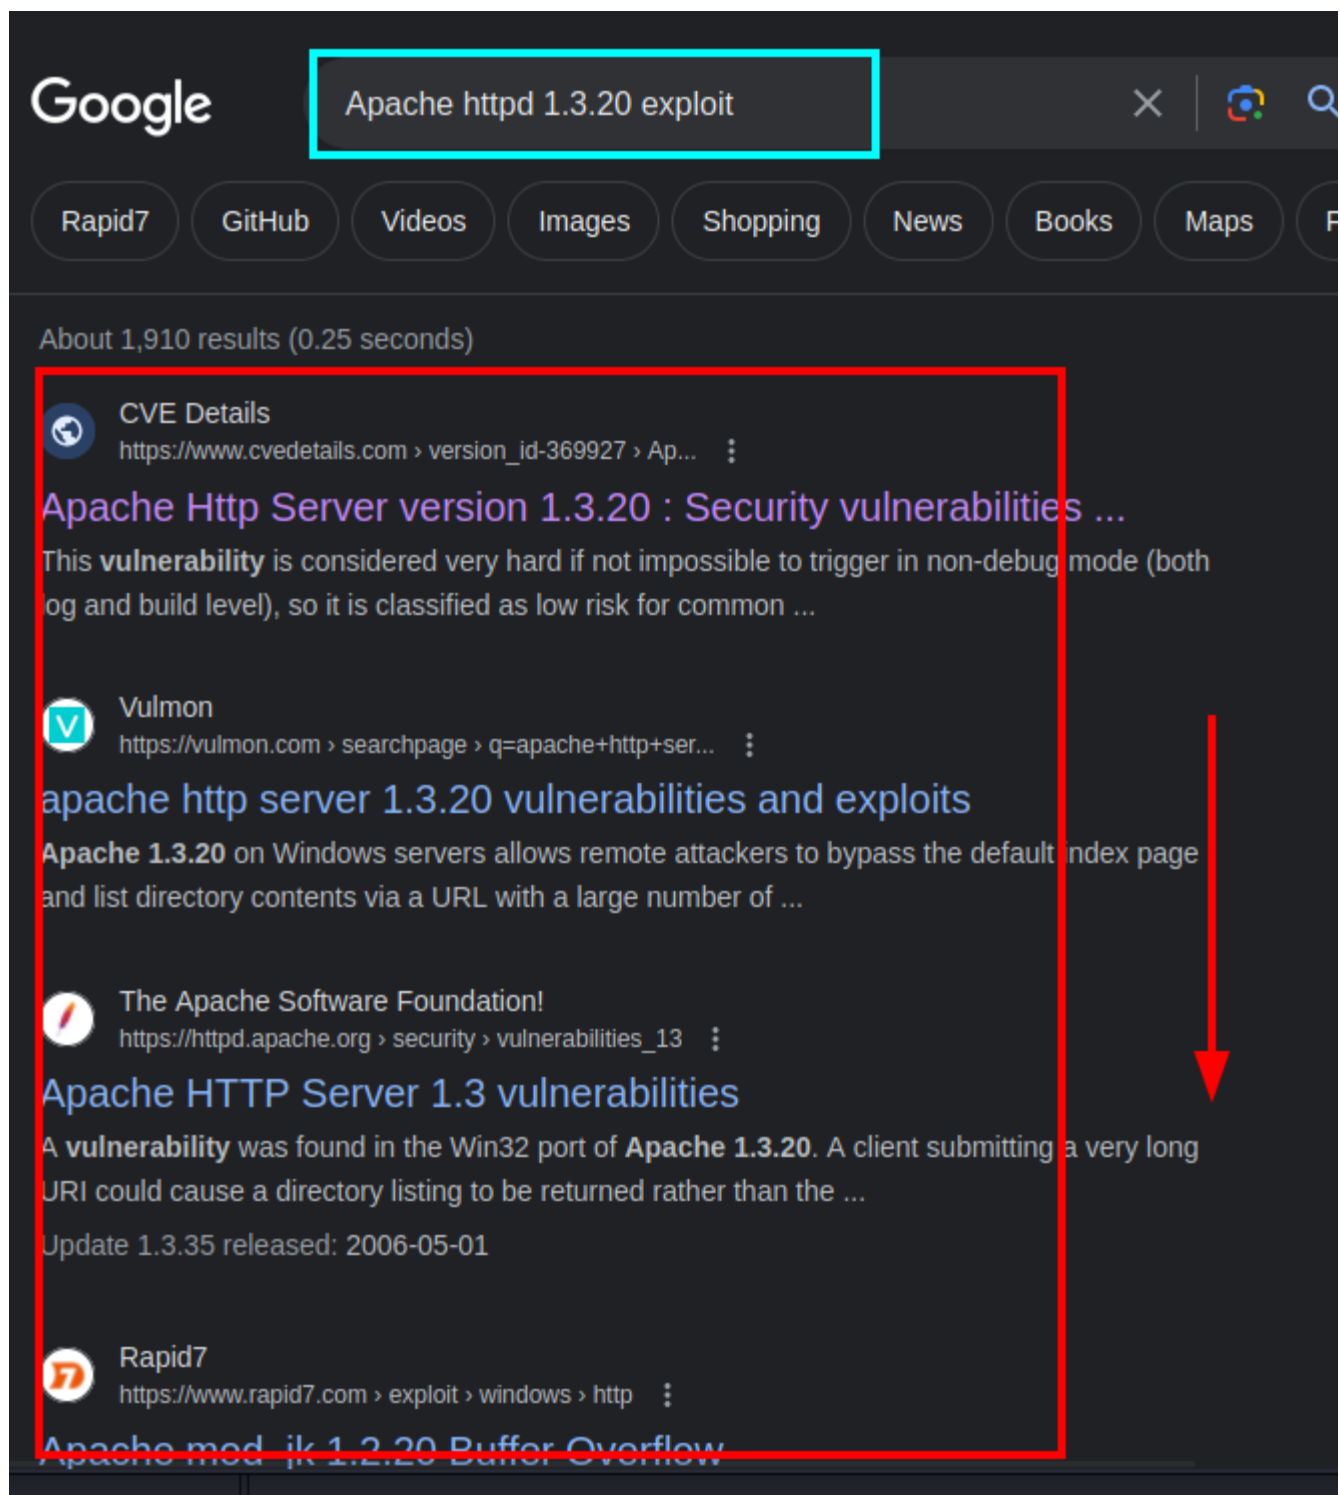 Google
Apache httpd 1.3.20 exploit
Rapid7 GitHub Videos Images Shopping News Books Maps
About 1,910 results (0.25 seconds)
CVE Details
https://www.cvedetails.com › version_id-369927 › Ap...
Apache Http Server version 1.3.20 : Security vulnerabilities ...
This vulnerability is considered very hard if not impossible to trigger in non-debug mode (both
log and build level), so it is classified as low risk for common ...
Vulmon
https://vulmon.com › searchpage › q=apache+http+ser...
apache http server 1.3.20 vulnerabilities and exploits
Apache 1.3.20 on Windows servers allows remote attackers to bypass the default index page
and list directory contents via a URL with a large number of ...
The Apache Software Foundation!
https://httpd.apache.org › security › vulnerabilities_13
Apache HTTP Server 1.3 vulnerabilities
A vulnerability was found in the Win32 port of Apache 1.3.20. A client submitting a very long
URI could cause a directory listing to be returned rather than the ...
Update 1.3.35 released: 2006-05-01
Rapid7
https://www.rapid7.com › exploit › windows › http
Apache mod_jk 1.2.20 Buffer Overflow